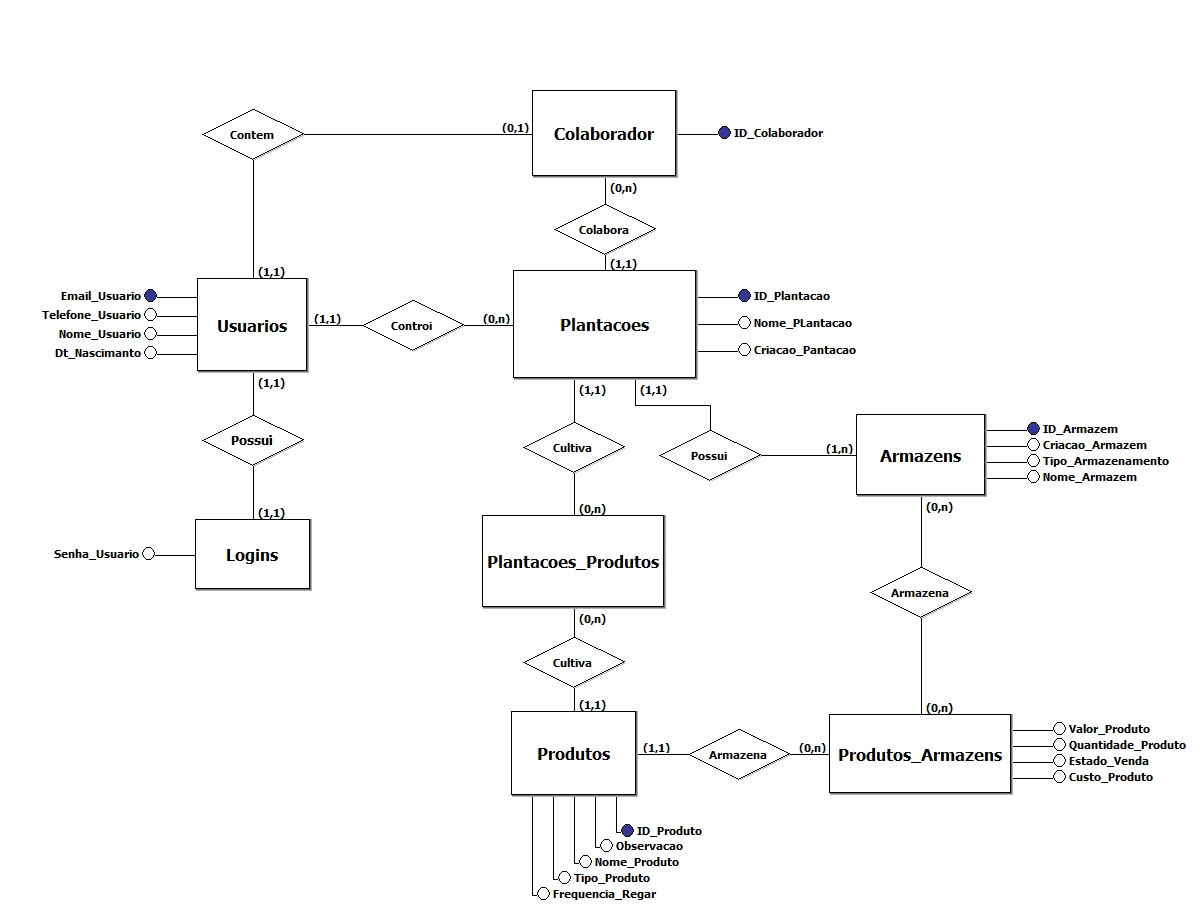 Contem
(0,1)
Colaborador
ID_Colaborador
(0,n)
Colabora
(1,1)
(1,1)
Email_Usuario
Telefone_Usuario
Nome_Usuario
Dt_Nascimanto
Usuarios
(1,1)
Controi
(0,n)
Plantacoes
ID_Plantacao
Nome_PLantacao
Criacao_Pantacao
(1,1)
(1,1)
(1,1)
Possui
Cultiva
Possui
(1,n)
Armazens
ID_Armazem
Criacao_Armazem
Tipo_Armazenamento
Nome_Armazem
(1,1)
(0,n)
(0,n)
Senha_Usuario
Logins
Plantacoes_Produtos
Armazena
(0,n)
Cultiva
(1,1)
(0,n)
Produtos
(1,1)
Armazena
(0,n)
Produtos_Armazens
Valor_Produto
Quantidade_Produto
Estado_Venda
Custo_Produto
ID_Produto
Observacao
Nome_Produto
Tipo_Produto
Frequencia_Regar